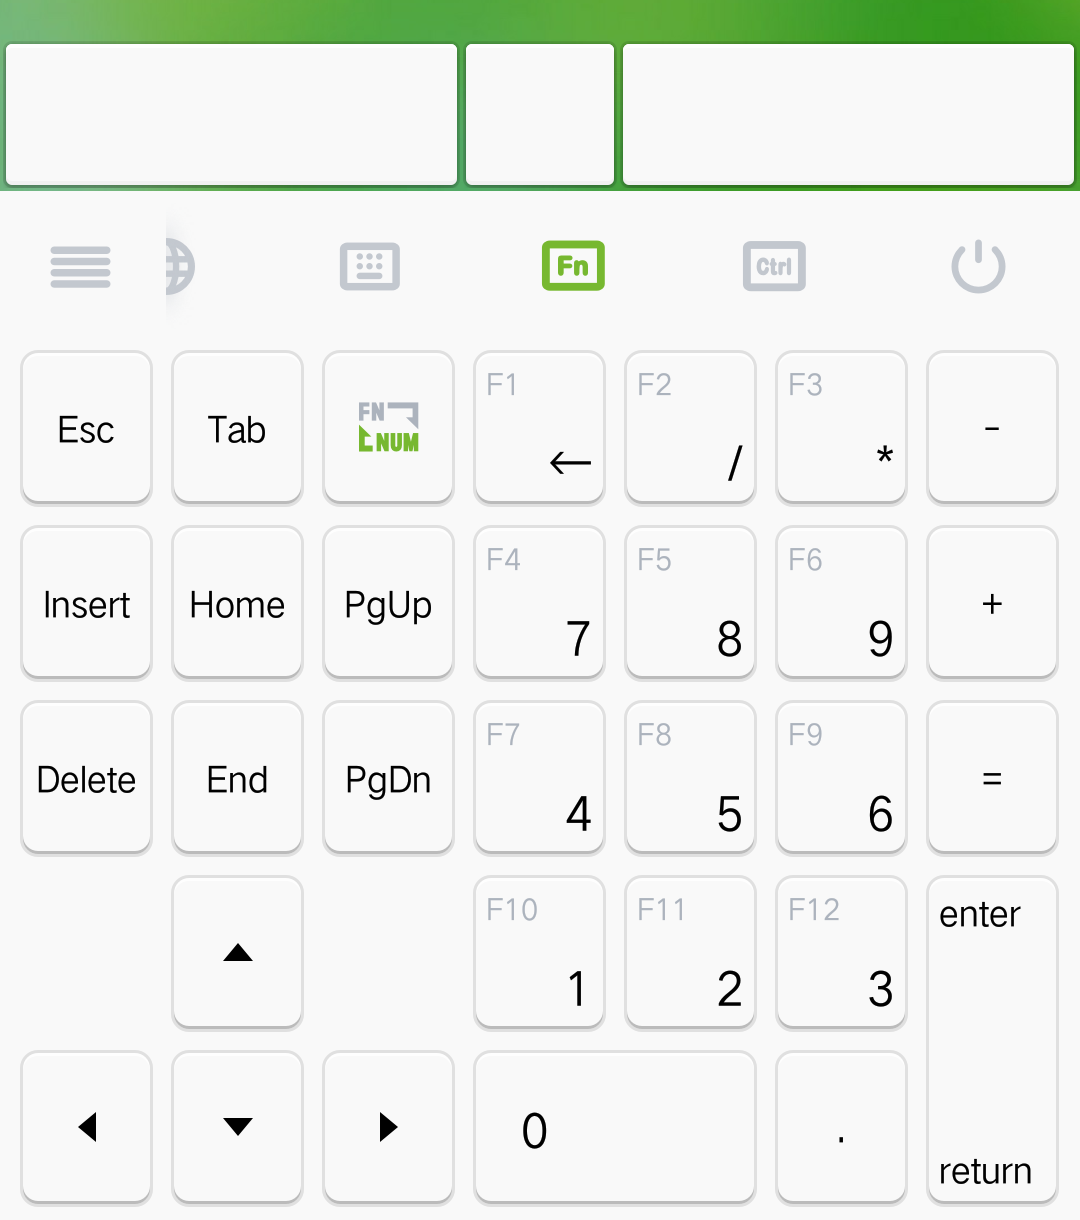 Fn Ctrl
Esc Tab FN NUM F1 ← F2 / F3 * -
Insert Home PgUp F4 7 F5 8 F6 9 +
Delete End PgDn F7 4 F8 5 F9 6 =
F10 1 F11 2 F12 3 enter
0 . return